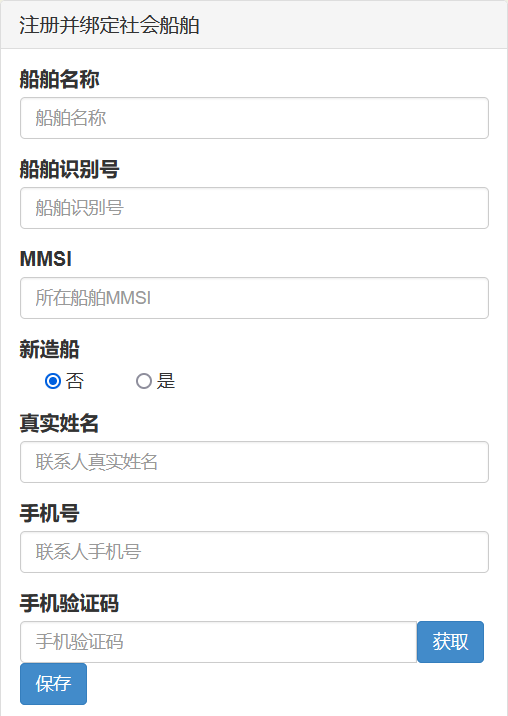 注册并绑定社会船舶
船舶名称
船舶名称
船舶识别号
船舶识别号
MMSI
所在船舶MMSI
新造船
否 是
真实姓名
联系人真实姓名
手机号
联系人手机号
手机验证码
手机验证码 获取
保存